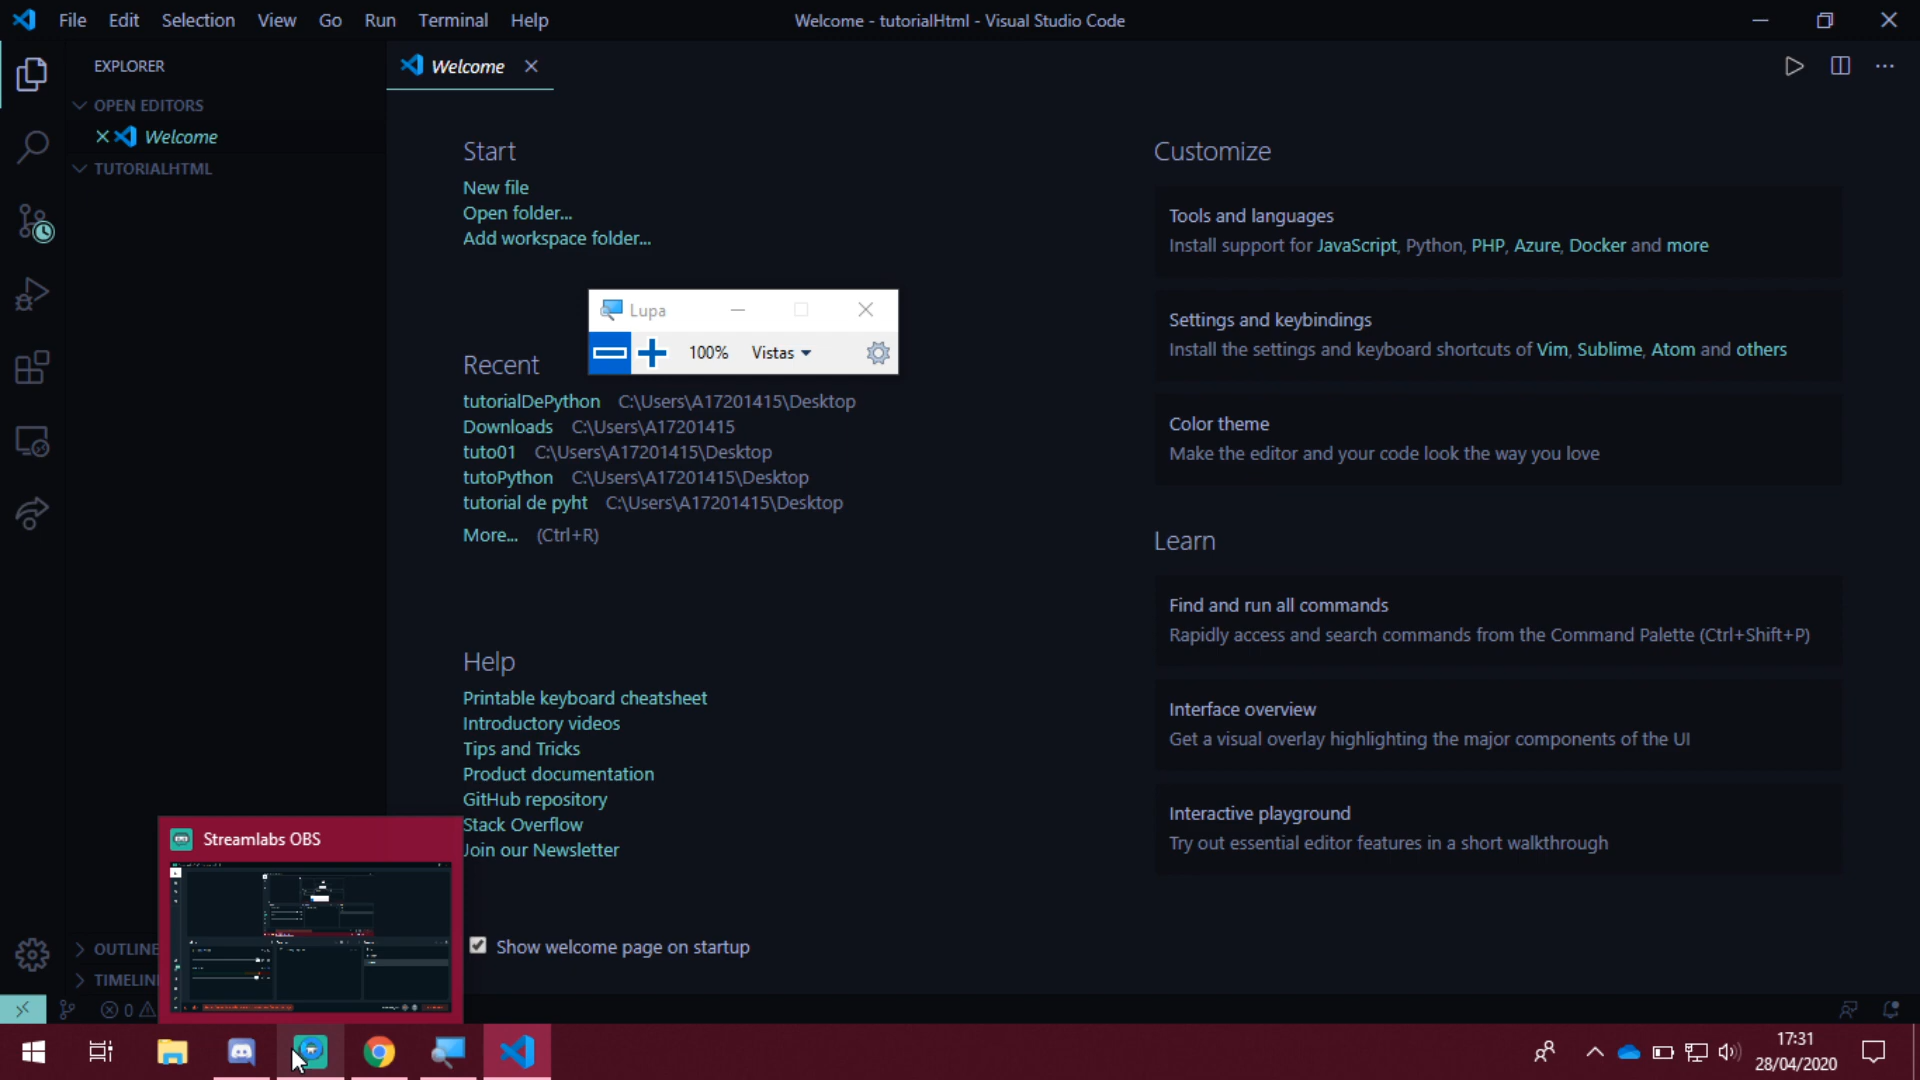 File Edit Selection View Go Run Terminal Help
Welcome - tutorialHtml - Visual Studio Code
EXPLORER
OPEN EDITORS
Welcome
TUTORIALHTML
Welcome
Start
New file
Open folder...
Add workspace folder...
Lupa
100% Vistas
Recent
tutorialDePython C:\Users\A17201415\Desktop
Downloads C:\Users\A17201415
tuto01 C:\Users\A17201415\Desktop
tutoPython C:\Users\A17201415\Desktop
tutorial de pyht C:\Users\A17201415\Desktop
More... (Ctrl+R)
Help
Printable keyboard cheatsheet
Introductory videos
Tips and Tricks
Product documentation
GitHub repository
Stack Overflow
Join our Newsletter
Show welcome page on startup
Customize
Tools and languages
Install support for JavaScript, Python, PHP, Azure, Docker and more
Settings and keybindings
Install the settings and keyboard shortcuts of Vim, Sublime, Atom and others
Color theme
Make the editor and your code look the way you love
Learn
Find and run all commands
Rapidly access and search commands from the Command Palette (Ctrl+Shift+P)
Interface overview
Get a visual overlay highlighting the major components of the UI
Interactive playground
Try out essential editor features in a short walkthrough
OUTLINE
TIMELIN
Streamlabs OBS
0
17:31
28/04/2020